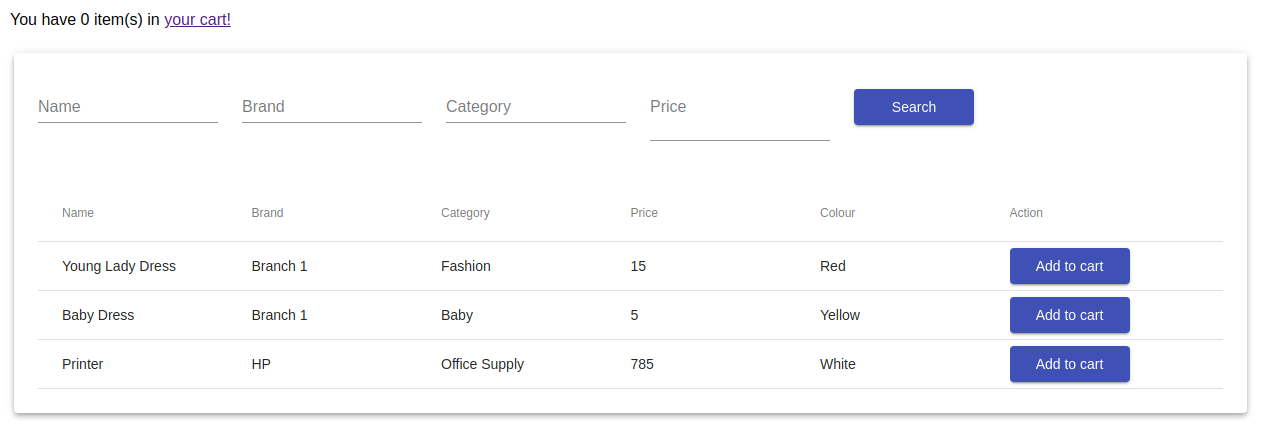 You have 0 item(s) in your cart!
Name Brand Category Price Search
Name Brand Category Price Colour Action
Young Lady Dress Branch 1 Fashion 15 Red Add to cart
Baby Dress Branch 1 Baby 5 Yellow Add to cart
Printer HP Office Supply 785 White Add to cart